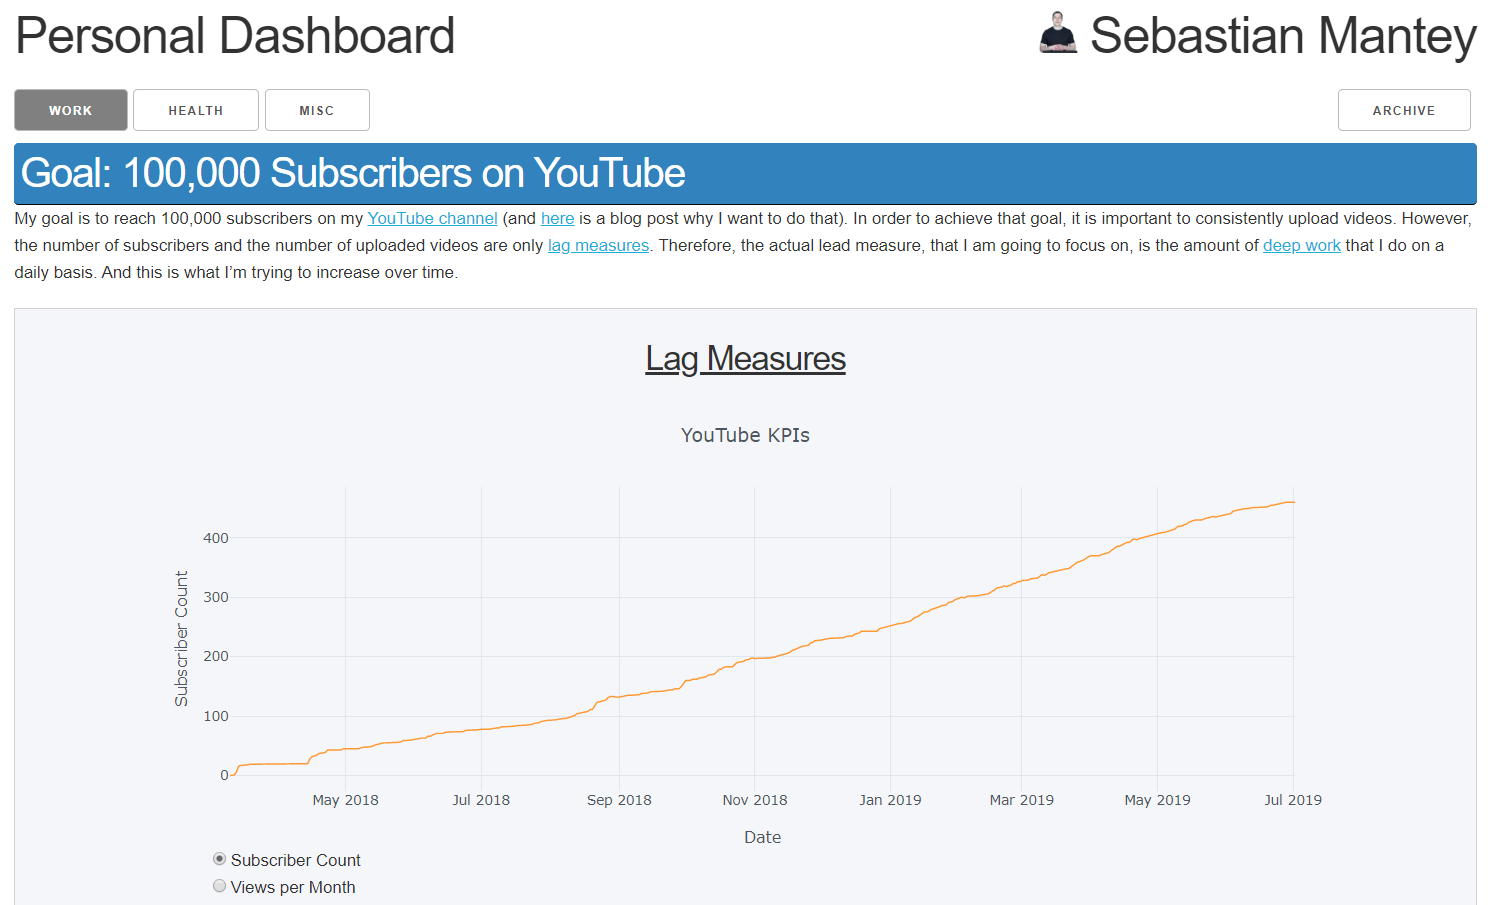 Personal Dashboard
Sebastian Mantey
WORK
HEALTH
MISC
ARCHIVE
Goal: 100,000 Subscribers on YouTube
My goal is to reach 100,000 subscribers on my YouTube channel (and here is a blog post why I want to do that). In order to achieve that goal, it is important to consistently upload videos. However,
the number of subscribers and the number of uploaded videos are only lag measures. Therefore, the actual lead measure, that I am going to focus on, is the amount of deep work that I do on a
daily basis. And this is what I’m trying to increase over time.
Lag Measures
YouTube KPIs
Subscriber Count
400
300
200
100
0
May 2018
Jul 2018
Sep 2018
Nov 2018
Jan 2019
Mar 2019
May 2019
Jul 2019
Date
Subscriber Count
Views per Month